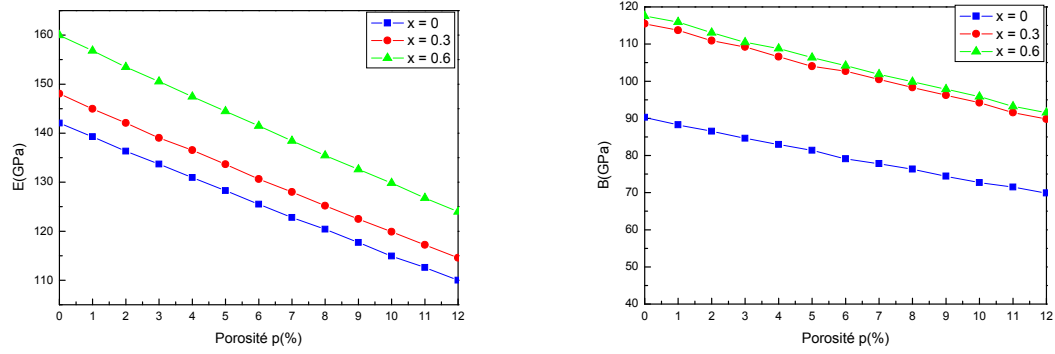 160
150
140
130
120
110
E(GPa)
0 1 2 3 4 5 6 7 8 9 10 11 12
Porosité p(%)
x = 0
x = 0.3
x = 0.6
120
110
100
90
80
70
60
50
40
B(GPa)
0 1 2 3 4 5 6 7 8 9 10 11 12
Porosité p(%)
x = 0
x = 0.3
x = 0.6